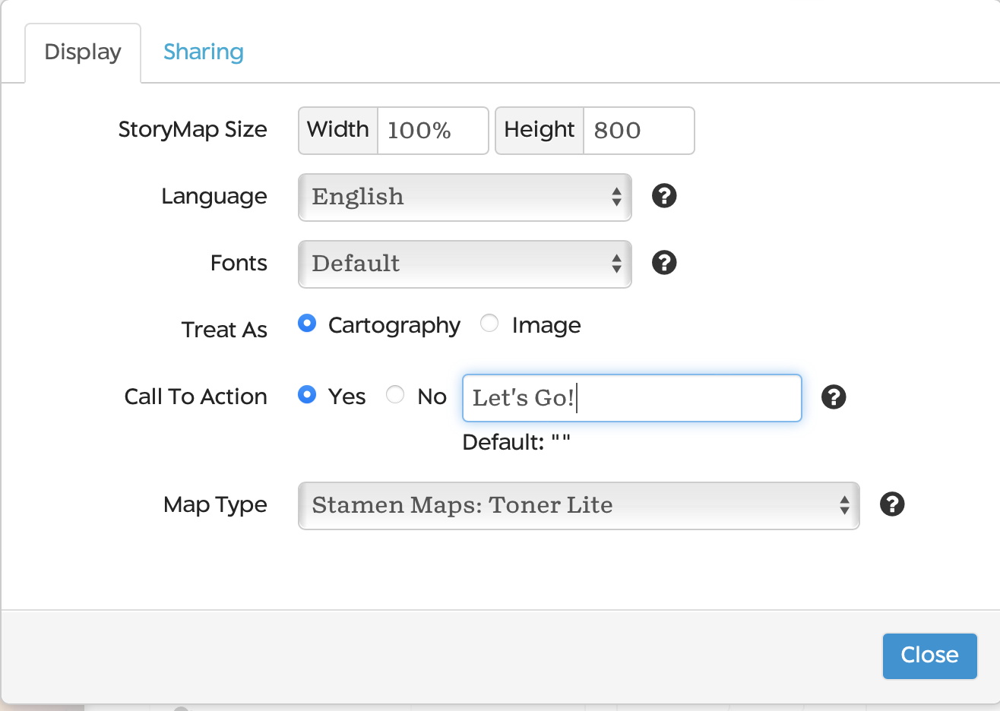 Display Sharing
StoryMap Size Width 100% Height 800
Language English
Fonts Default
Treat As Cartography Image
Call To Action Yes No Let's Go!
Default: ""
Map Type Stamen Maps: Toner Lite
Close